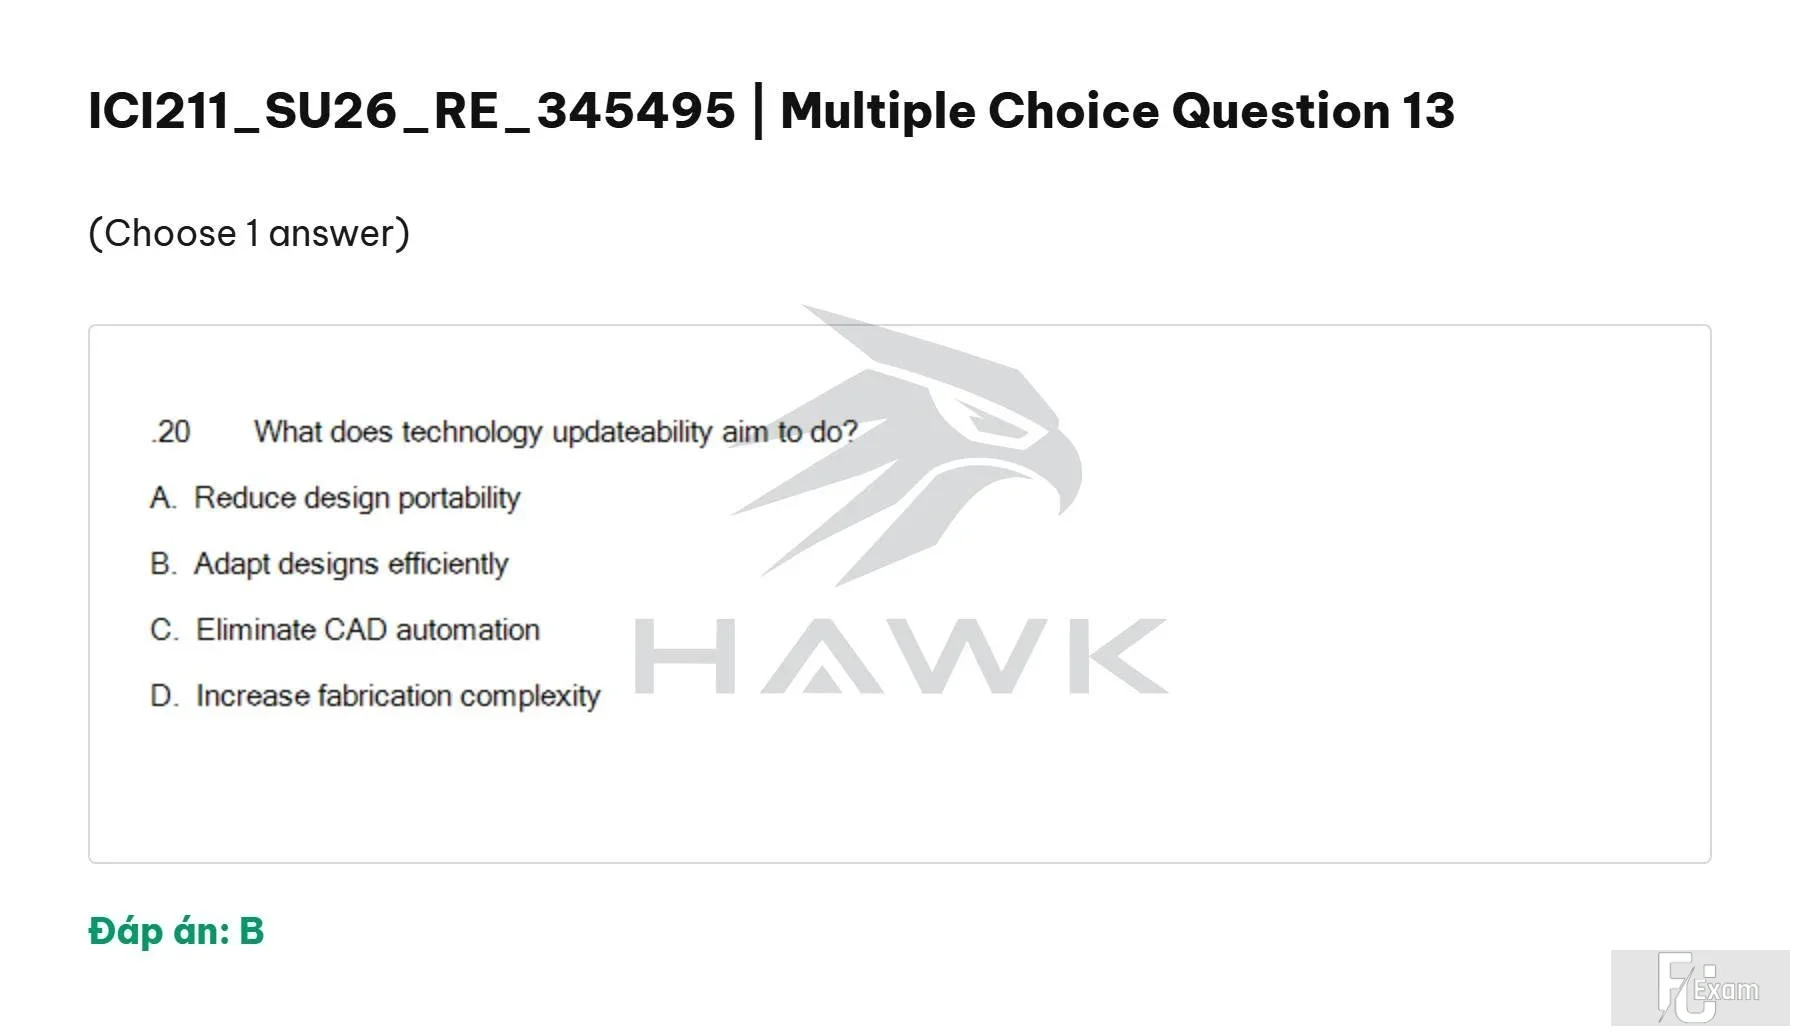 ICI211_SU26_RE_345495 | Multiple Choice Question 13
(Choose 1 answer)
.20 What does technology updateability aim to do?
A. Reduce design portability
B. Adapt designs efficiently
C. Eliminate CAD automation
D. Increase fabrication complexity
HAWK
Đáp án: B
FU Exam